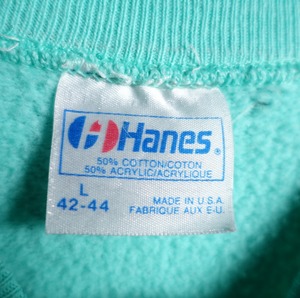 Hanes®
50% COTTON/COTON
50% ACRYLIC/ACRYLIQUE
L
42-44
MADE IN U.S.A.
FABRIQUE AUX E-U.